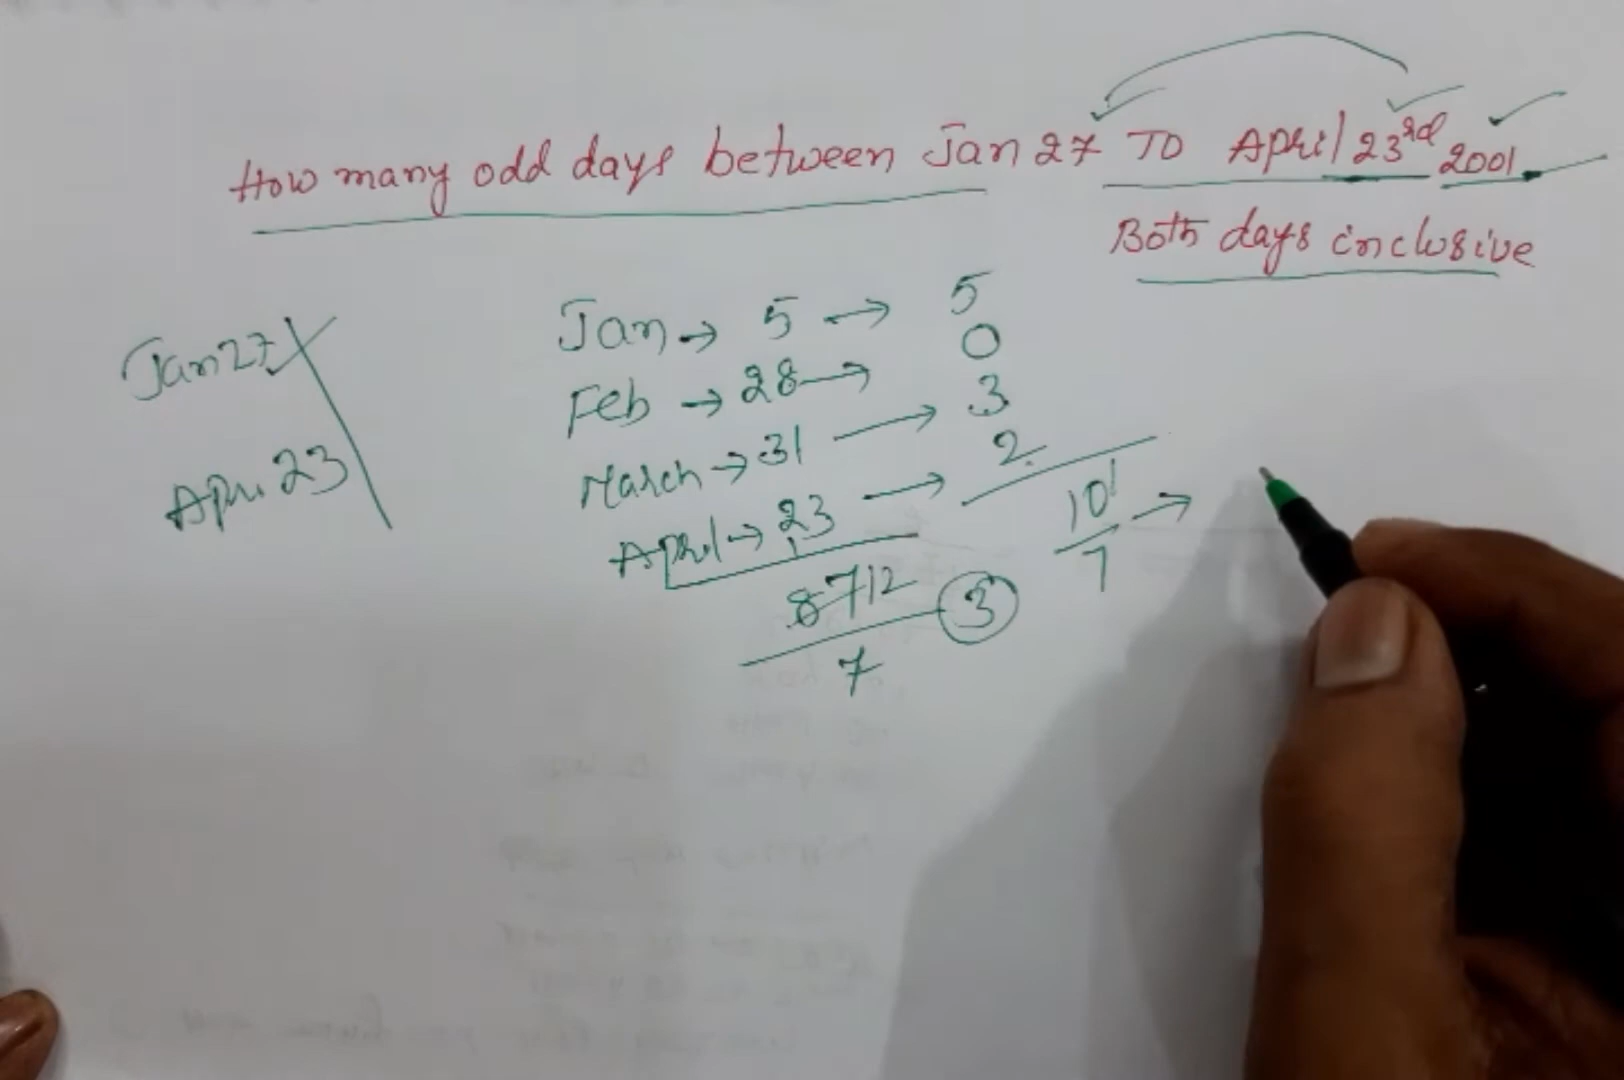 How many odd days between Jan 27 TO April 23rd 2001
Both days inclusive
Jan 27
Apr. 23
Jan → 5 → 5
Feb → 28 → 0
March → 31 → 3
April → 23 → 2
87 12
7
3
10
7 →